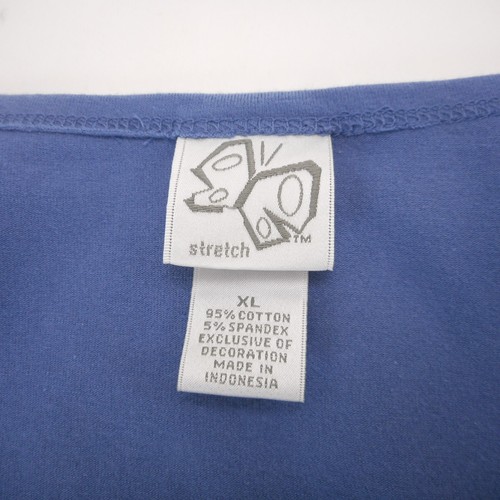 TM
stretch
XL
95% COTTON
5% SPANDEX
EXCLUSIVE OF
DECORATION
MADE IN
INDONESIA